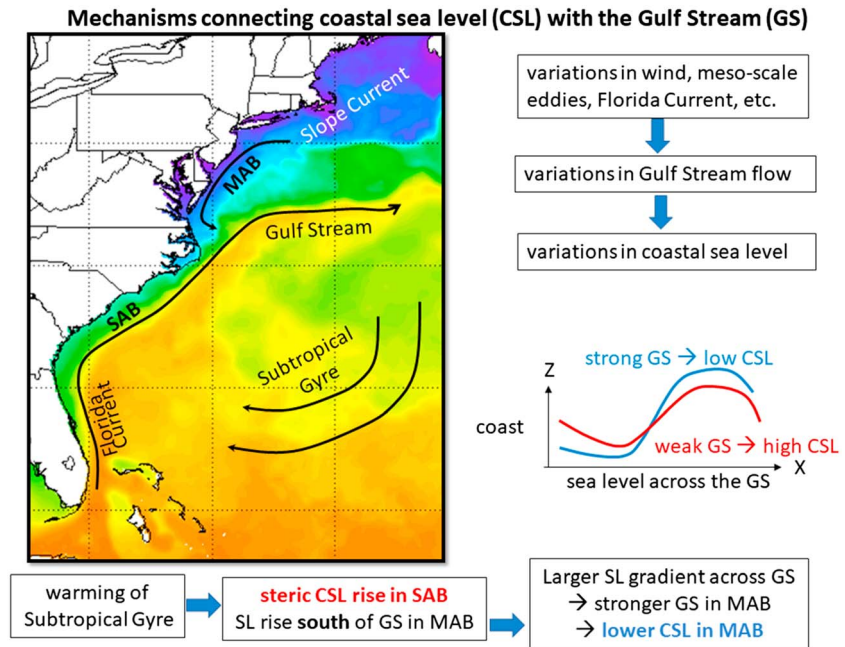 Mechanisms connecting coastal sea level (CSL) with the Gulf Stream (GS)
Slope Current
MAB
Gulf Stream
SAB
Subtropical
Gyre
Florida
Current
variations in wind, meso-scale
eddies, Florida Current, etc.
variations in Gulf Stream flow
variations in coastal sea level
strong GS → low CSL
Z
coast
weak GS → high CSL
X
sea level across the GS
warming of
Subtropical Gyre
steric CSL rise in SAB
SL rise south of GS in MAB
Larger SL gradient across GS
→ stronger GS in MAB
→ lower CSL in MAB